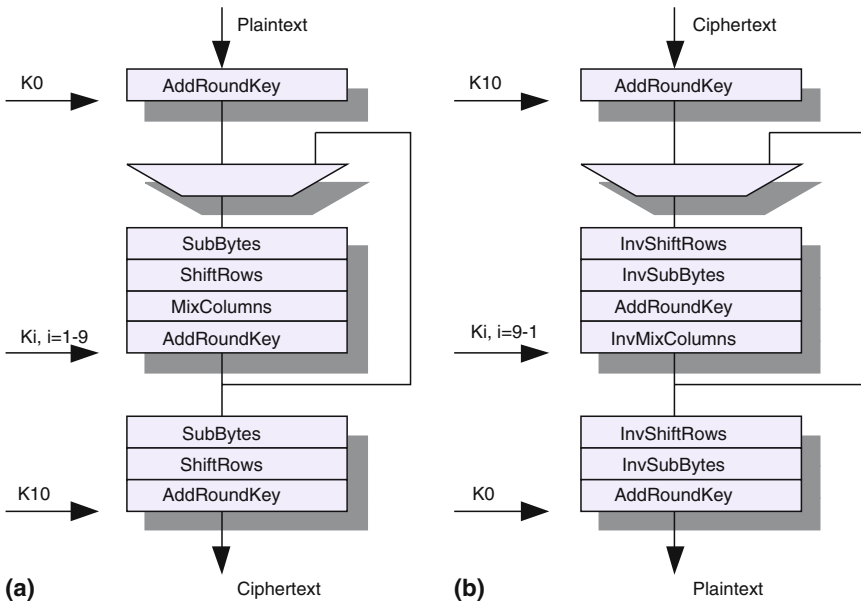 Plaintext
K0
AddRoundKey
SubBytes
ShiftRows
MixColumns
Ki, i=1-9
AddRoundKey
SubBytes
ShiftRows
K10
AddRoundKey
(a)
Ciphertext
Ciphertext
K10
AddRoundKey
InvShiftRows
InvSubBytes
AddRoundKey
Ki, i=9-1
InvMixColumns
InvShiftRows
InvSubBytes
K0
AddRoundKey
(b)
Plaintext